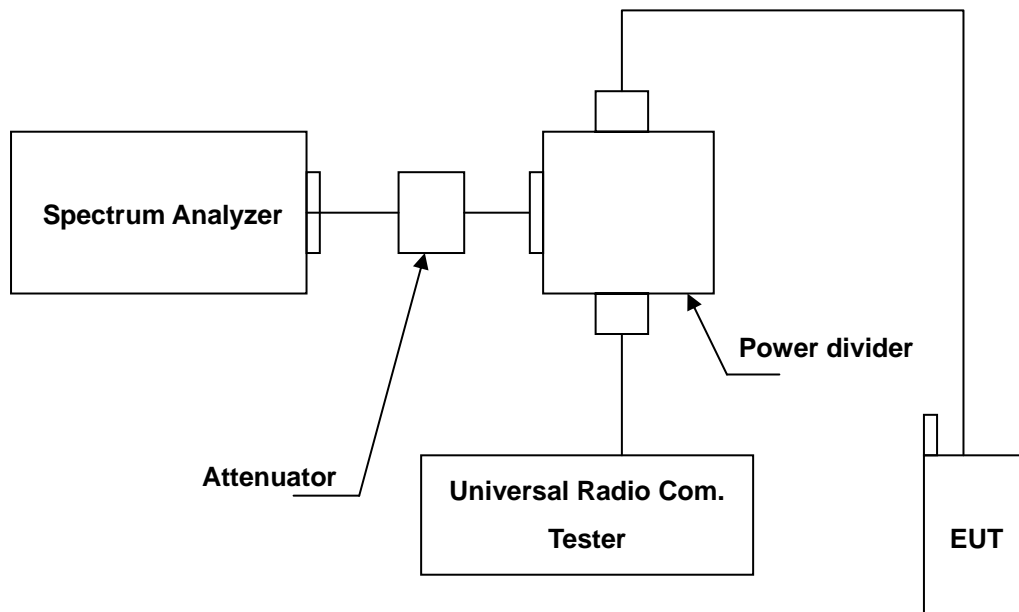 Spectrum Analyzer
Power divider
Attenuator
Universal Radio Com.
Tester
EUT